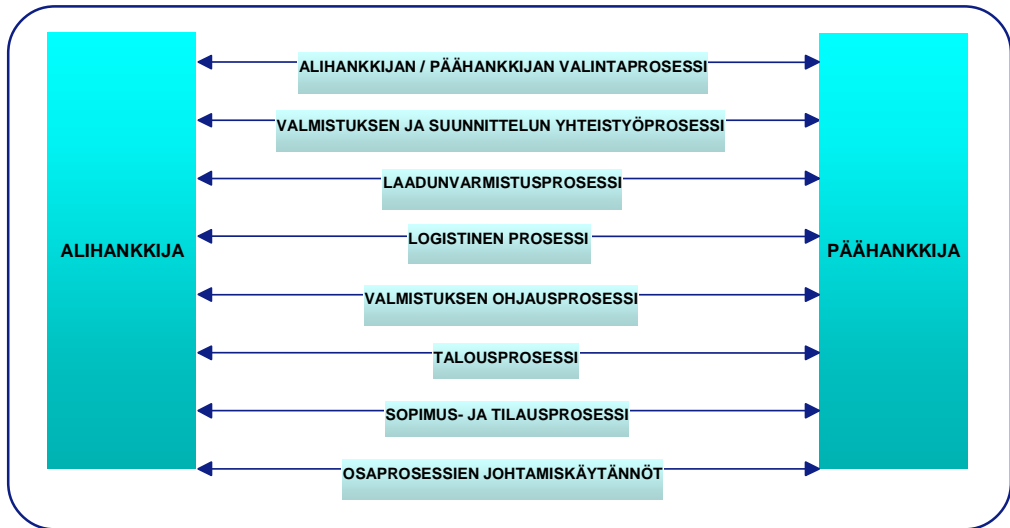 ALIHANKKIJAN / PÄÄHANKKIJAN VALINTAPROSESSI
VALMISTUKSEN JA SUUNNITTELUN YHTEISTYÖPROSESSI
LAADUNVARMISTUSPROSESSI
LOGISTINEN PROSESSI
ALIHANKKIJA
PÄÄHANKKIJA
VALMISTUKSEN OHJAUSPROSESSI
TALOUSPROSESSI
SOPIMUS- JA TILAUSPROSESSI
OSAPROSESSIEN JOHTAMISKÄYTÄNNÖT